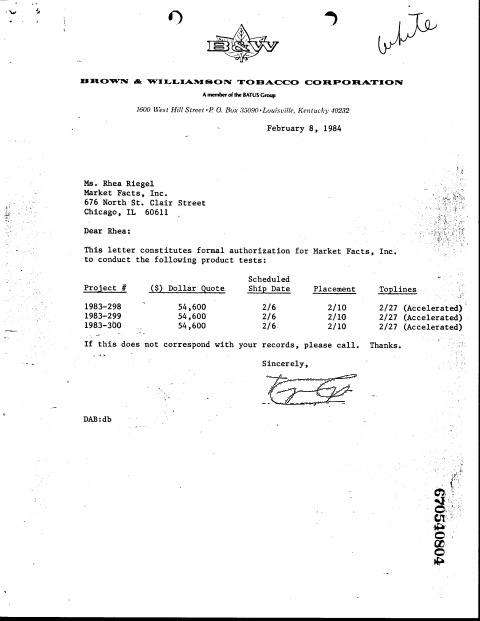 white
B&W
BROWN & WILLIAMSON TOBACCO CORPORATION
A member of the BATUS Group
1600 West Hill Street • P. O. Box 35090 • Louisville, Kentucky 40232
February 8, 1984
Ms. Rhea Riegel
Market Facts, Inc.
676 North St. Clair Street
Chicago, IL 60611
Dear Rhea:
This letter constitutes formal authorization for Market Facts, Inc.
to conduct the following product tests:
Scheduled
Project # ($) Dollar Quote Ship Date Placement Toplines
1983-298 54,600 2/6 2/10 2/27 (Accelerated)
1983-299 54,600 2/6 2/10 2/27 (Accelerated)
1983-300 54,600 2/6 2/10 2/27 (Accelerated)
If this does not correspond with your records, please call. Thanks.
Sincerely,
DAB:db
670540804